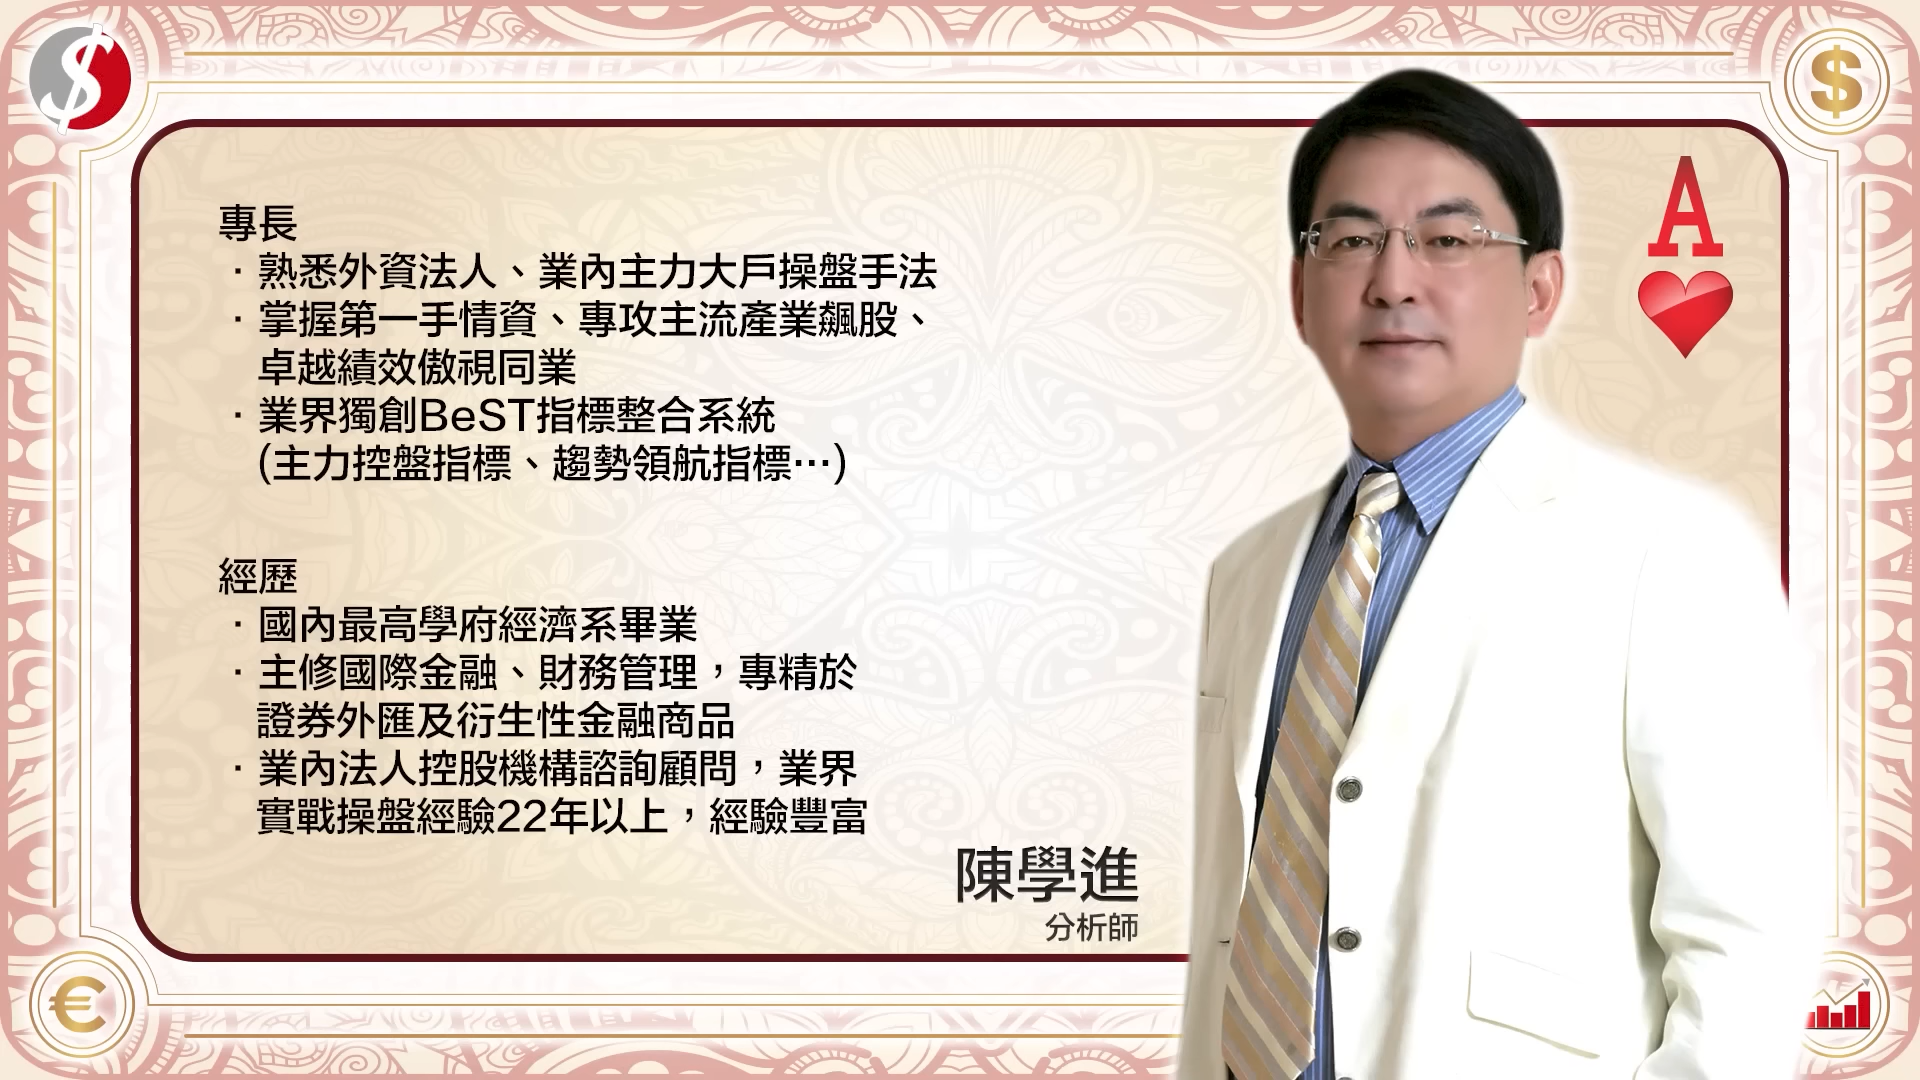 專長
·熟悉外資法人、業內主力大戶操盤手法
·掌握第一手情資、專攻主流產業飆股、
卓越績效傲視同業
·業界獨創BeST指標整合系統
(主力控盤指標、趨勢領航指標…)
經歷
·國內最高學府經濟系畢業
·主修國際金融、財務管理，專精於
證券外匯及衍生性金融商品
·業內法人控股機構諮詢顧問，業界
實戰操盤經驗22年以上，經驗豐富
陳學進
分析師
A